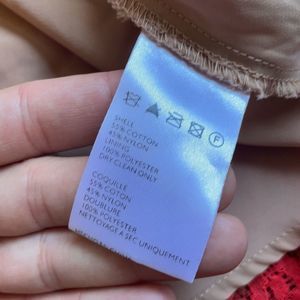 SHELL
55% COTTON
45% NYLON
LINING
100% POLYESTER
DRY CLEAN ONLY
COQUILLE
55% COTON
45% NYLON
DOUBLURE
100% POLYESTER
NETTOYAGE A SEC UNIQUEMENT